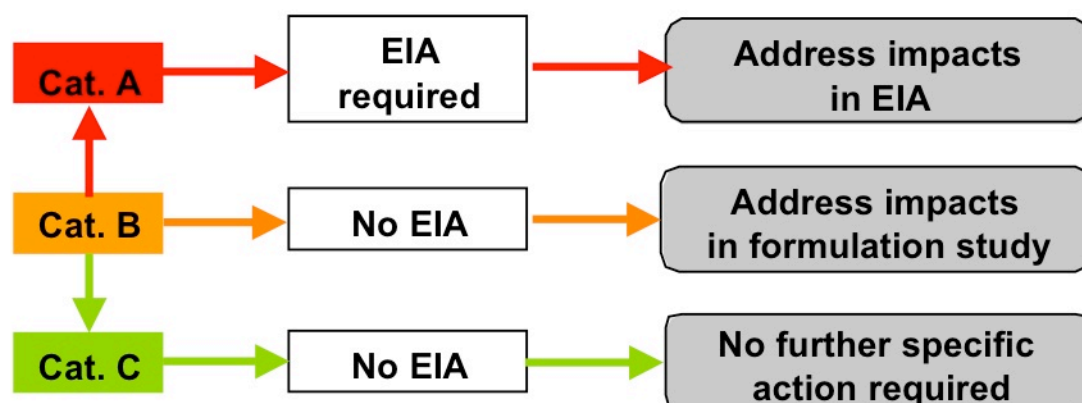 Cat. A
EIA
required
Address impacts
in EIA
Cat. B
No EIA
Address impacts
in formulation study
Cat. C
No EIA
No further specific
action required